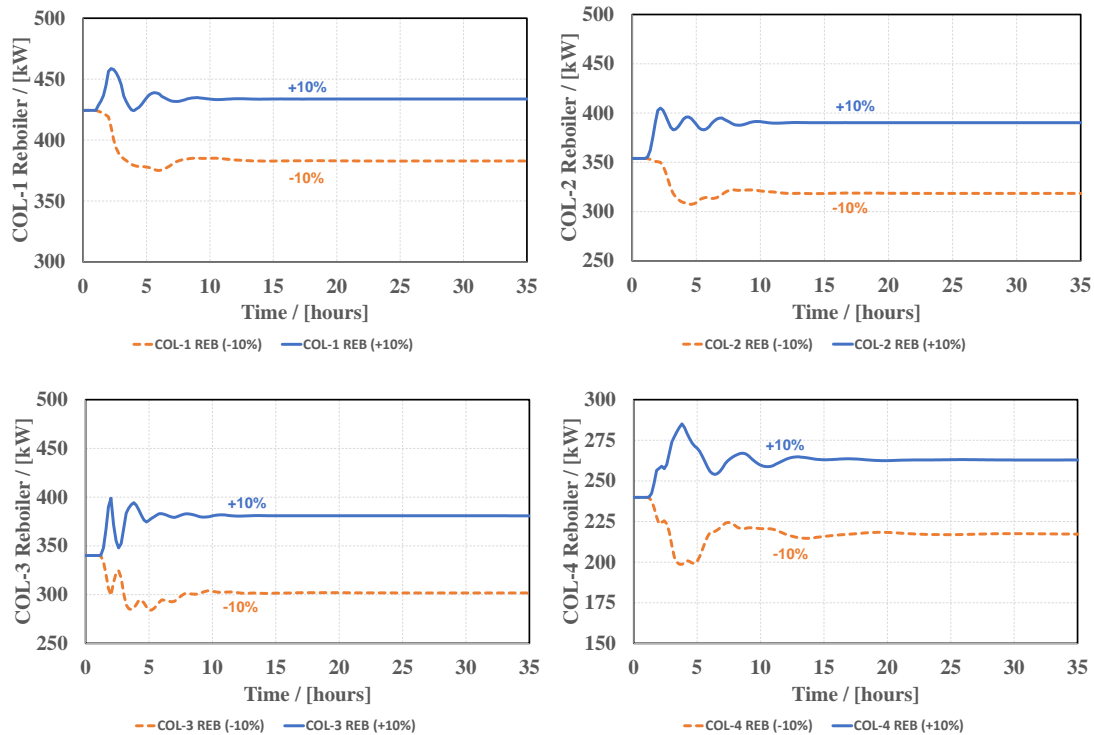 COL-1 Reboiler / [kW]
500
450
400
350
300
+10%
-10%
0 5 10 15 20 25 30 35
Time / [hours]
COL-1 REB (-10%) COL-1 REB (+10%)
COL-2 Reboiler / [kW]
500
450
400
350
300
250
+10%
-10%
0 5 10 15 20 25 30 35
Time / [hours]
COL-2 REB (-10%) COL-2 REB (+10%)
COL-3 Reboiler / [kW]
500
450
400
350
300
250
+10%
-10%
0 5 10 15 20 25 30 35
Time / [hours]
COL-3 REB (-10%) COL-3 REB (+10%)
COL-4 Reboiler / [kW]
300
275
250
225
200
175
150
+10%
-10%
0 5 10 15 20 25 30 35
Time / [hours]
COL-4 REB (-10%) COL-4 REB (+10%)